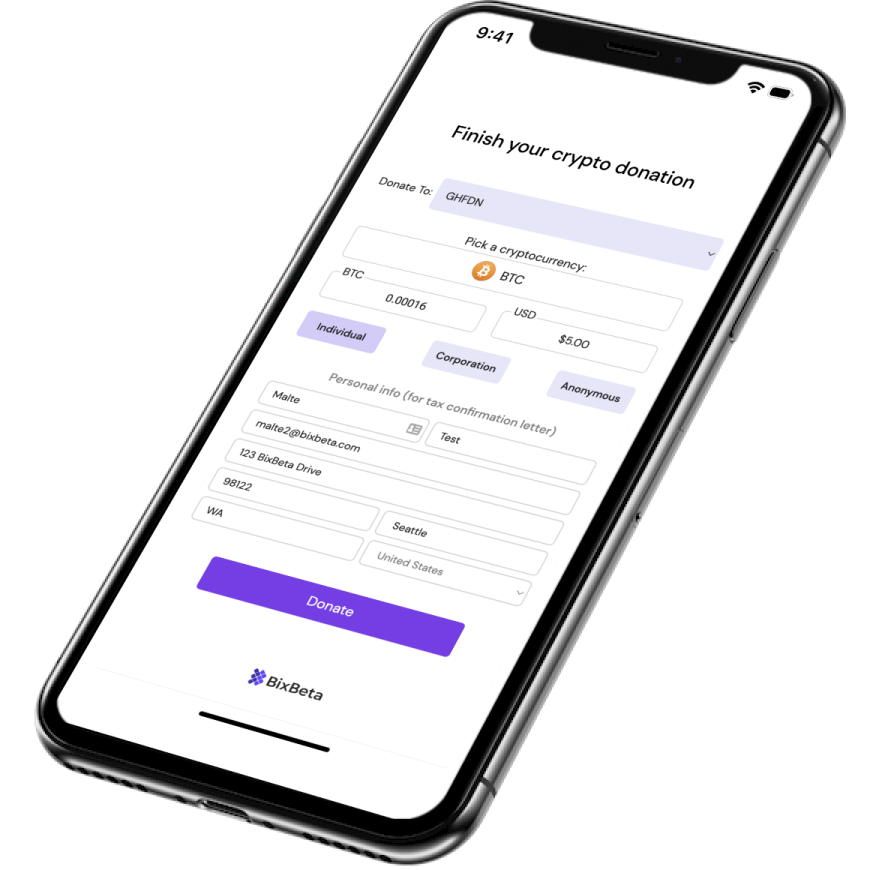 9:41
Finish your crypto donation
Donate To: GHFDN
Pick a cryptocurrency:
BTC
BTC
0.00016
USD
$5.00
Individual
Corporation
Anonymous
Personal info (for tax confirmation letter)
Malte
Test
malte2@bixbeta.com
123 BixBeta Drive
98122
Seattle
WA
United States
Donate
BixBeta